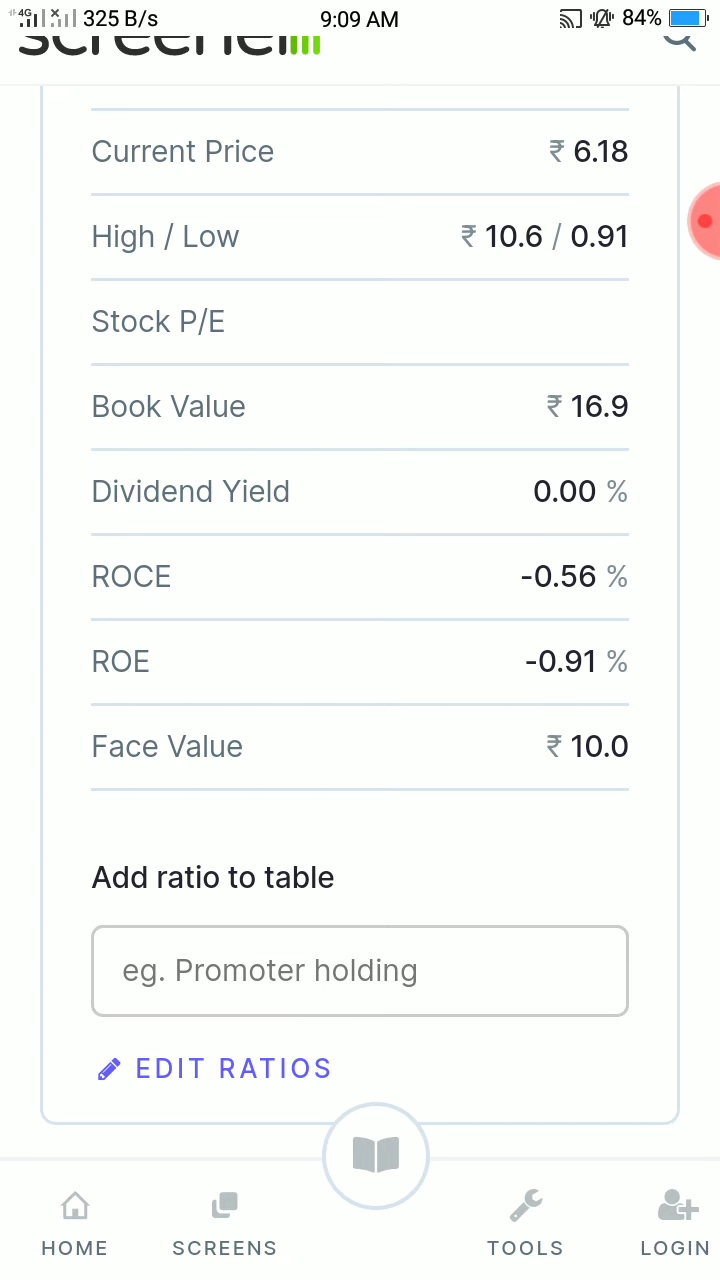 4G 325 B/s 9:09 AM 84%
screener
Current Price ₹ 6.18
High / Low ₹ 10.6 / 0.91
Stock P/E
Book Value ₹ 16.9
Dividend Yield 0.00 %
ROCE -0.56 %
ROE -0.91 %
Face Value ₹ 10.0
Add ratio to table
eg. Promoter holding
EDIT RATIOS
HOME SCREENS TOOLS LOGIN